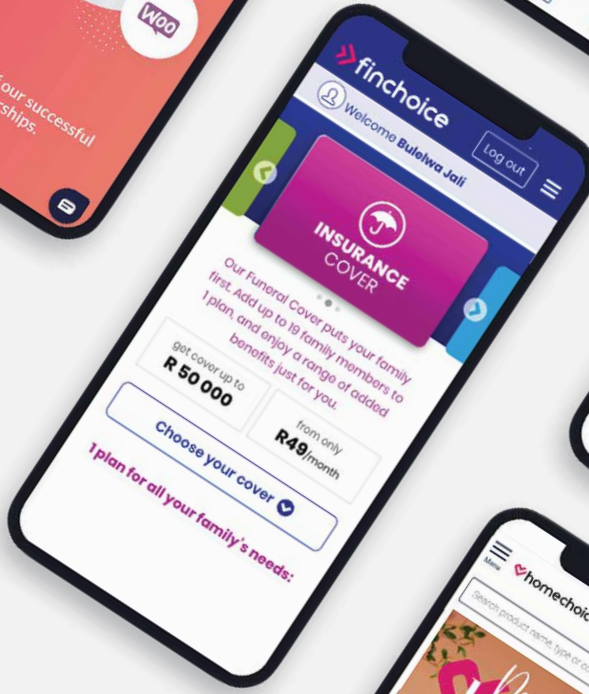 WOO
our successful
rships.
finchoice
Welcome Bulelwa Jali
Log out
INSURANCE
COVER
Our Funeral Cover puts your family
first. Add up to 19 family members to
1 plan, and enjoy a range of added
benefits just for you.
get cover up to
R 50 000
from only
R49/month
Choose your cover
1 plan for all your family's needs:
Menu
homechoic
Search product name, type or co